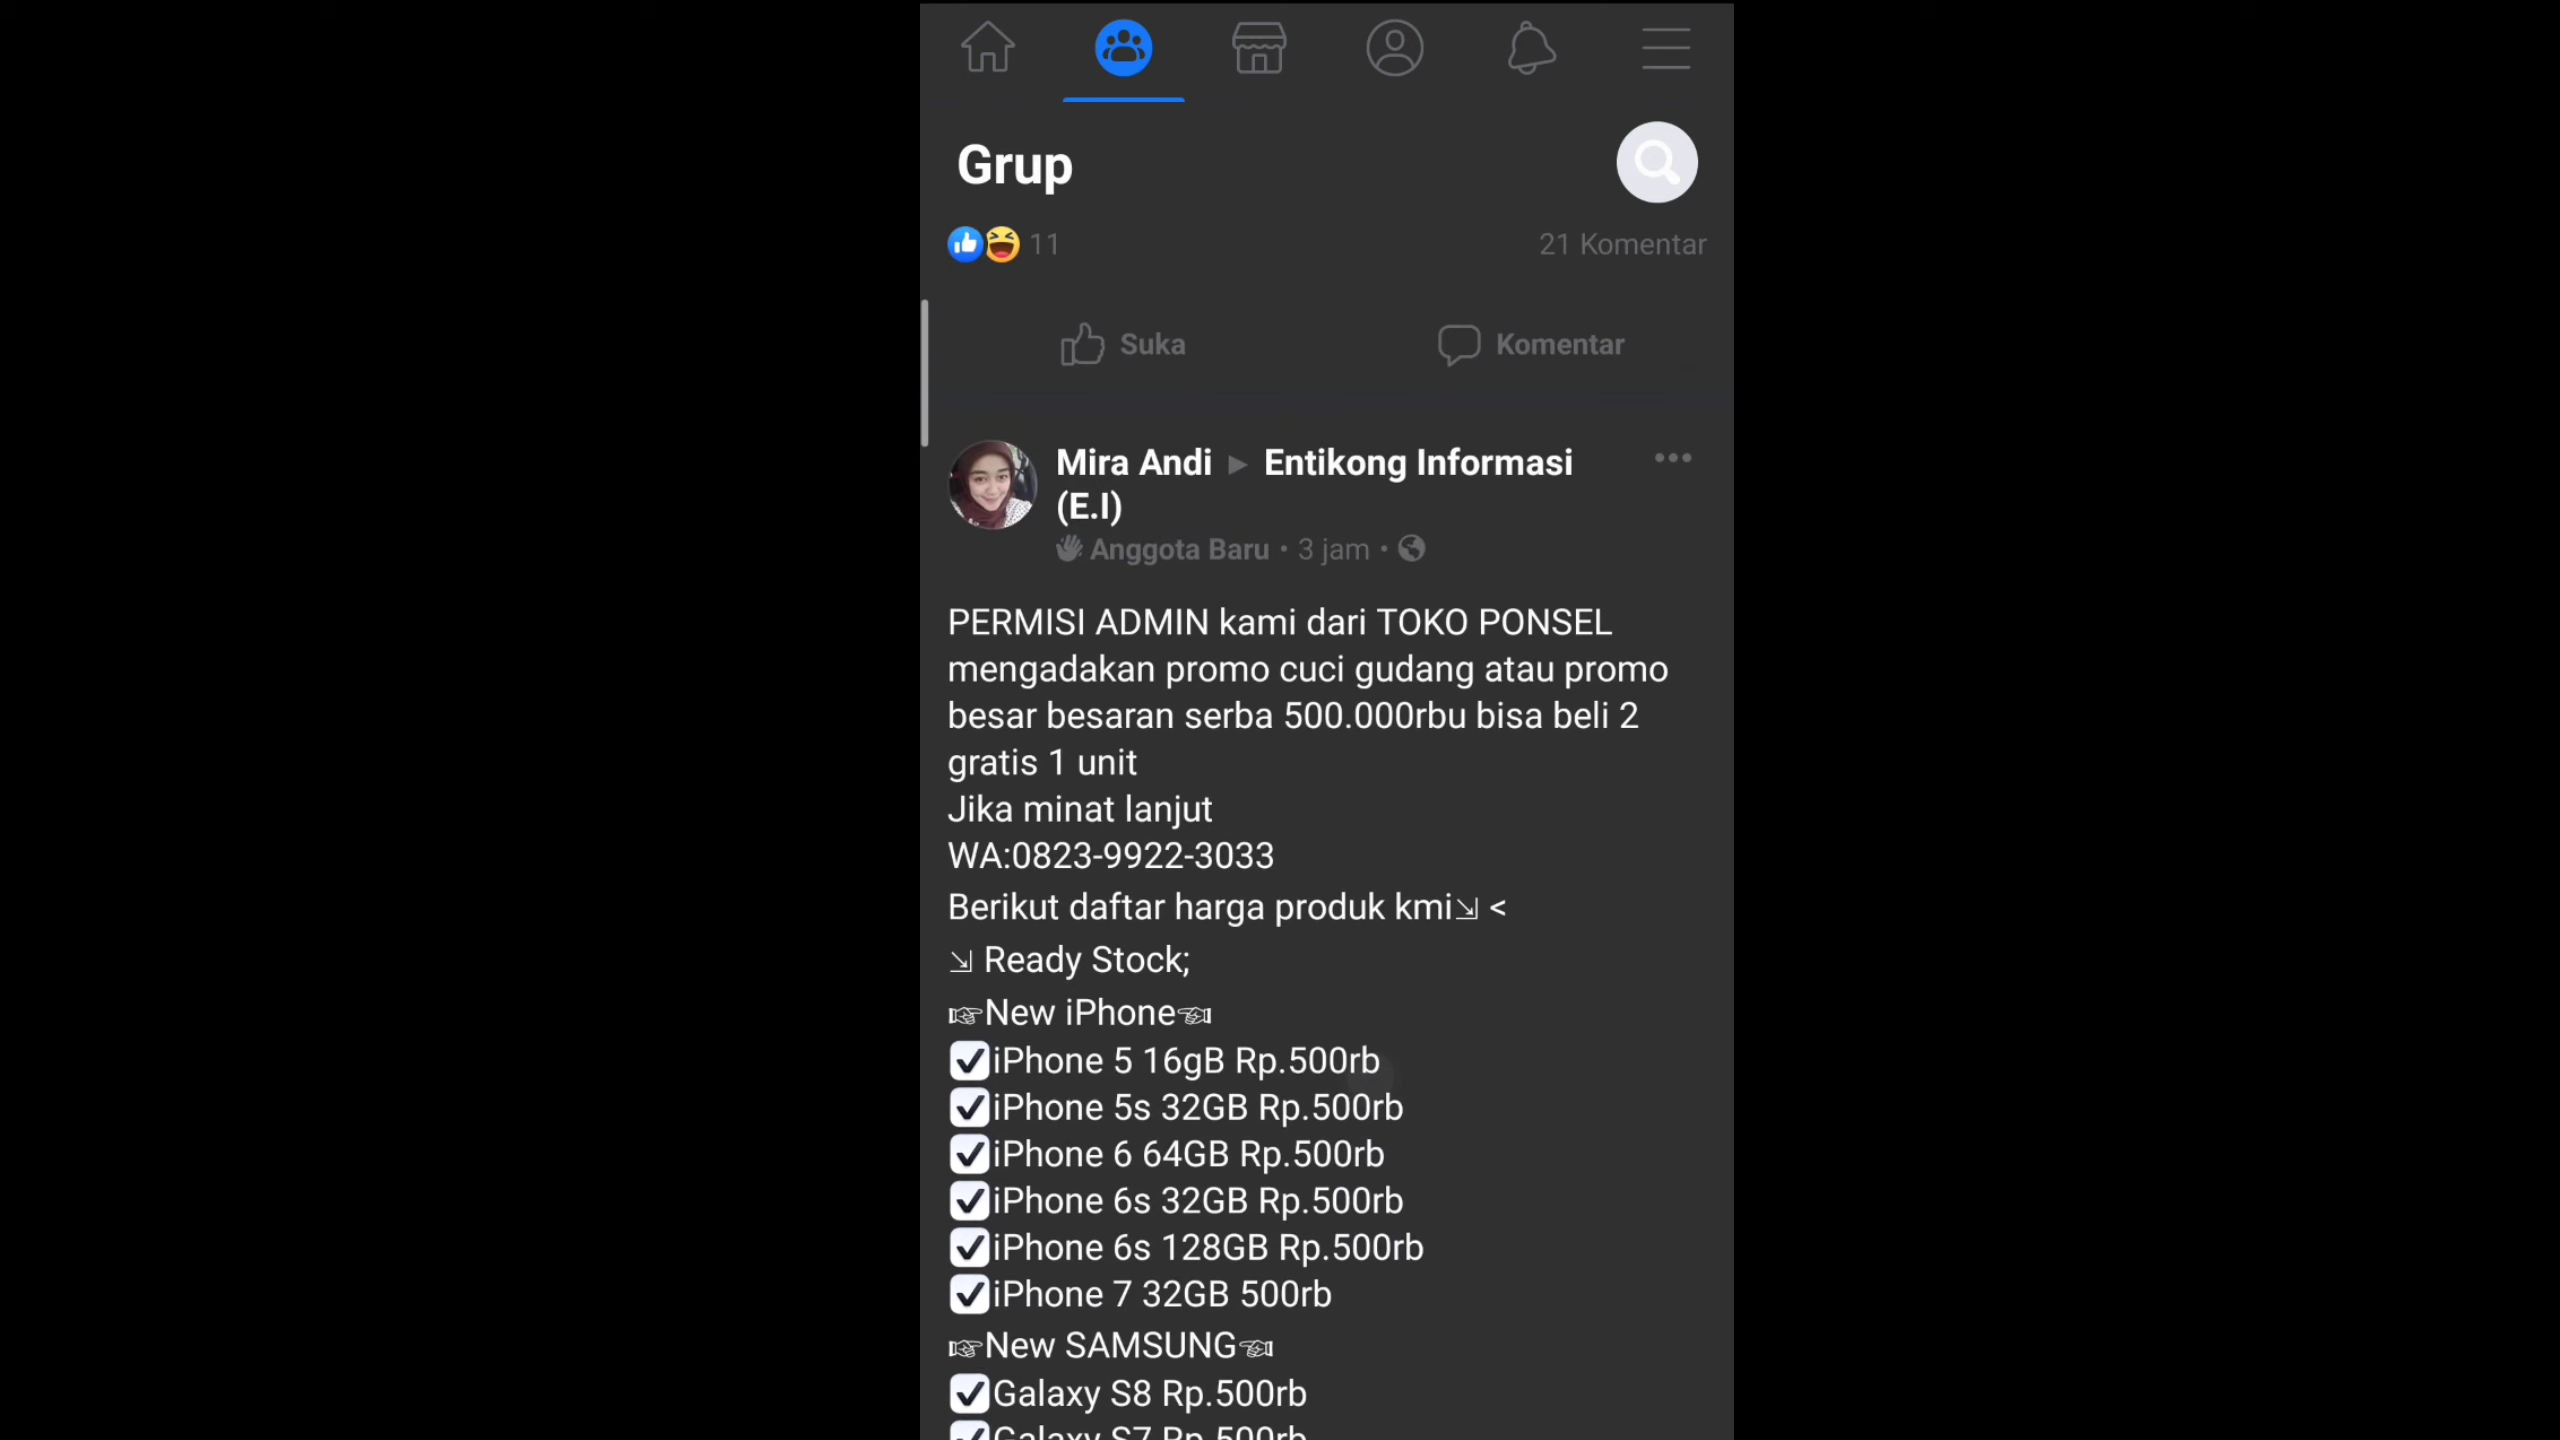 Grup
11
21 Komentar
Suka
Komentar
Mira Andi ▸ Entikong Informasi
(E.I)
Anggota Baru • 3 jam •
PERMISI ADMIN kami dari TOKO PONSEL
mengadakan promo cuci gudang atau promo
besar besaran serba 500.000rbu bisa beli 2
gratis 1 unit
Jika minat lanjut
WA:0823-9922-3033
Berikut daftar harga produk kmi⇲ <
⇲ Ready Stock;
☞New iPhone☜
☑iPhone 5 16gB Rp.500rb
☑iPhone 5s 32GB Rp.500rb
☑iPhone 6 64GB Rp.500rb
☑iPhone 6s 32GB Rp.500rb
☑iPhone 6s 128GB Rp.500rb
☑iPhone 7 32GB 500rb
☞New SAMSUNG☜
☑Galaxy S8 Rp.500rb
☑Galaxy S7 Rp.500rb